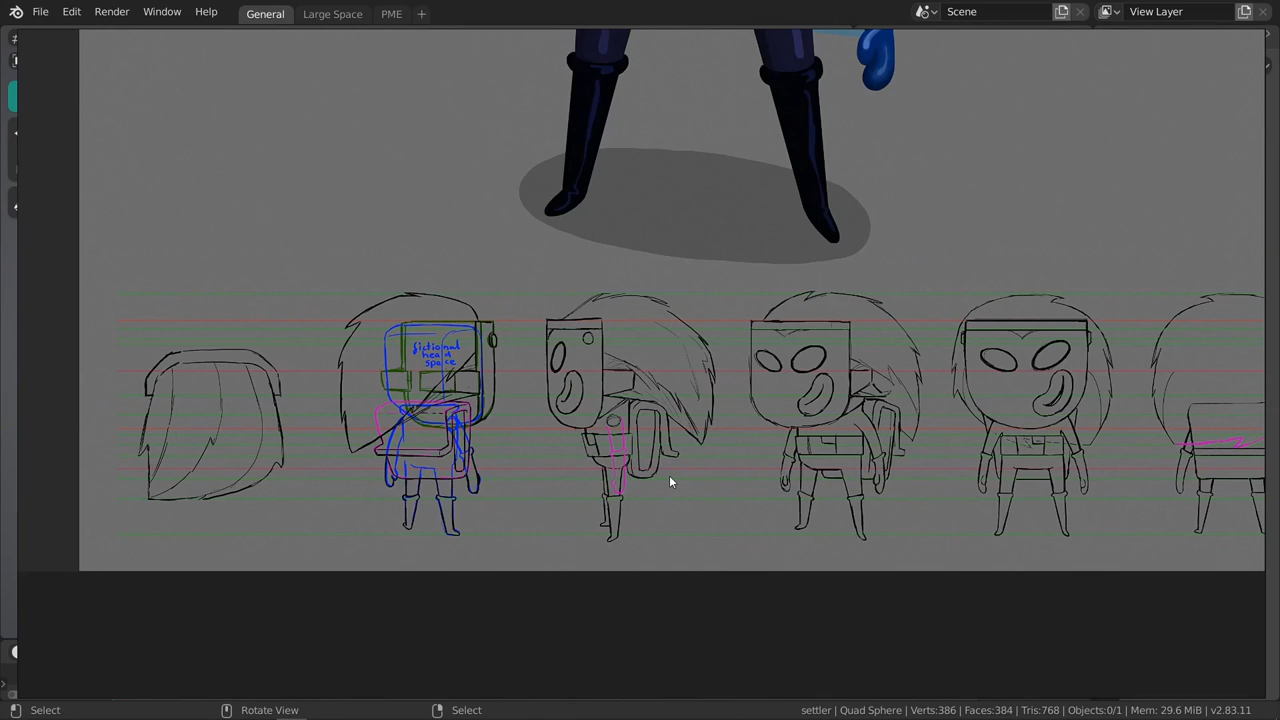 File Edit Render Window Help General Large Space PME + Scene View Layer
fictional
head
space
Select Rotate View Select settler | Quad Sphere | Verts:386 | Faces:384 | Tris:768 | Objects:0/1 | Mem: 29.6 MiB | v2.83.11